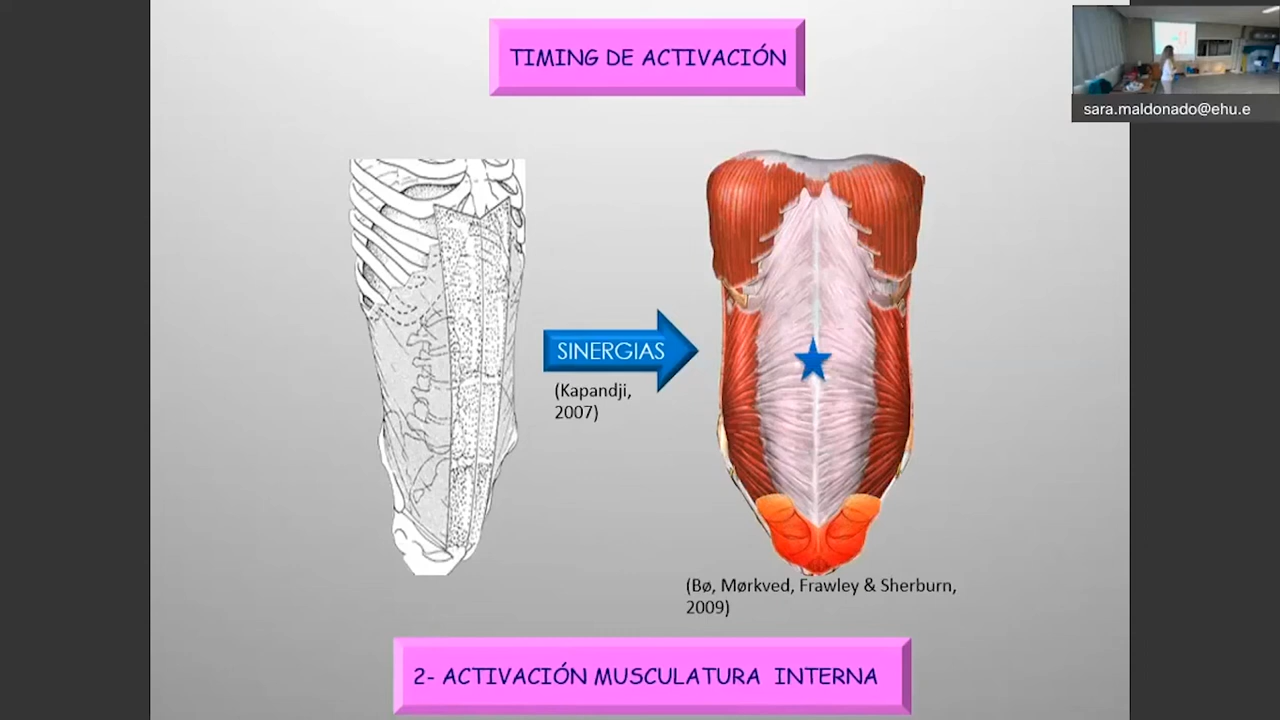 TIMING DE ACTIVACIÓN
sara.maldonado@ehu.e
SINERGIAS
(Kapandji,
2007)
(Bø, Mørkved, Frawley & Sherburn,
2009)
2- ACTIVACIÓN MUSCULATURA INTERNA